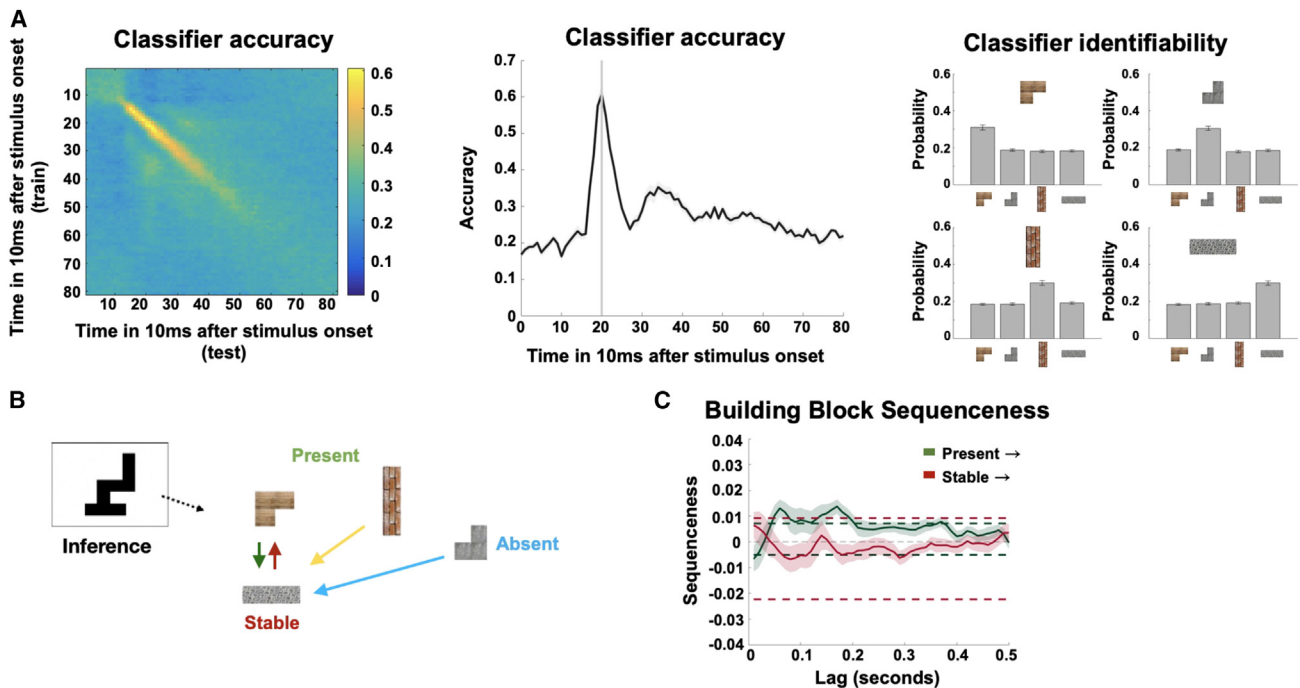 A
Classifier accuracy
Time in 10ms after stimulus onset
(train)
10
20
30
40
50
60
70
80
10 20 30 40 50 60 70 80
Time in 10ms after stimulus onset
(test)
0.6
0.5
0.4
0.3
0.2
0.1
0
Classifier accuracy
Accuracy
0.7
0.6
0.5
0.4
0.3
0.2
0.1
0 10 20 30 40 50 60 70 80
Time in 10ms after stimulus onset
Classifier identifiability
Probability
0.6
0.4
0.2
0
Probability
0.6
0.4
0.2
0
Probability
0.6
0.4
0.2
0
Probability
0.6
0.4
0.2
0
B
Inference
Present
Absent
Stable
C
Building Block Sequenceness
Sequenceness
0.04
0.03
0.02
0.01
0
-0.01
-0.02
-0.03
-0.04
Present →
Stable →
0 0.1 0.2 0.3 0.4 0.5
Lag (seconds)